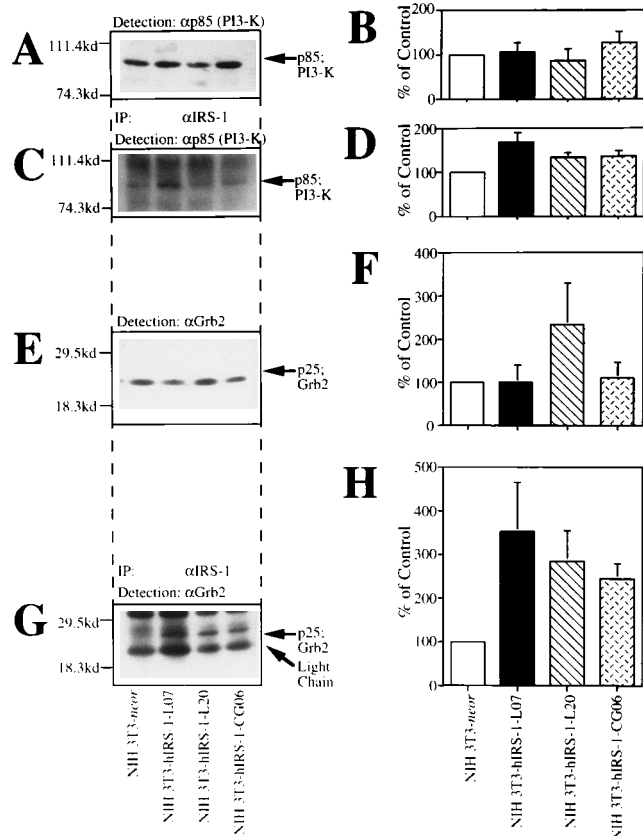 A
Detection: αp85 (PI3-K)
111.4kd
74.3kd
p85;
PI3-K
B
% of Control
200
100
0
C
IP: αIRS-1
Detection: αp85 (PI3-K)
111.4kd
74.3kd
p85;
PI3-K
D
% of Control
200
100
0
E
Detection: αGrb2
29.5kd
18.3kd
p25;
Grb2
F
% of Control
400
300
200
100
0
G
IP: αIRS-1
Detection: αGrb2
29.5kd
18.3kd
p25;
Grb2
Light
Chain
NIH 3T3-neor
NIH 3T3-hIRS-1-L07
NIH 3T3-hIRS-1-L20
NIH 3T3-hIRS-1-CG06
H
% of Control
500
400
300
200
100
0
NIH 3T3-neor
NIH 3T3-hIRS-1-L07
NIH 3T3-hIRS-1-L20
NIH 3T3-hIRS-1-CG06